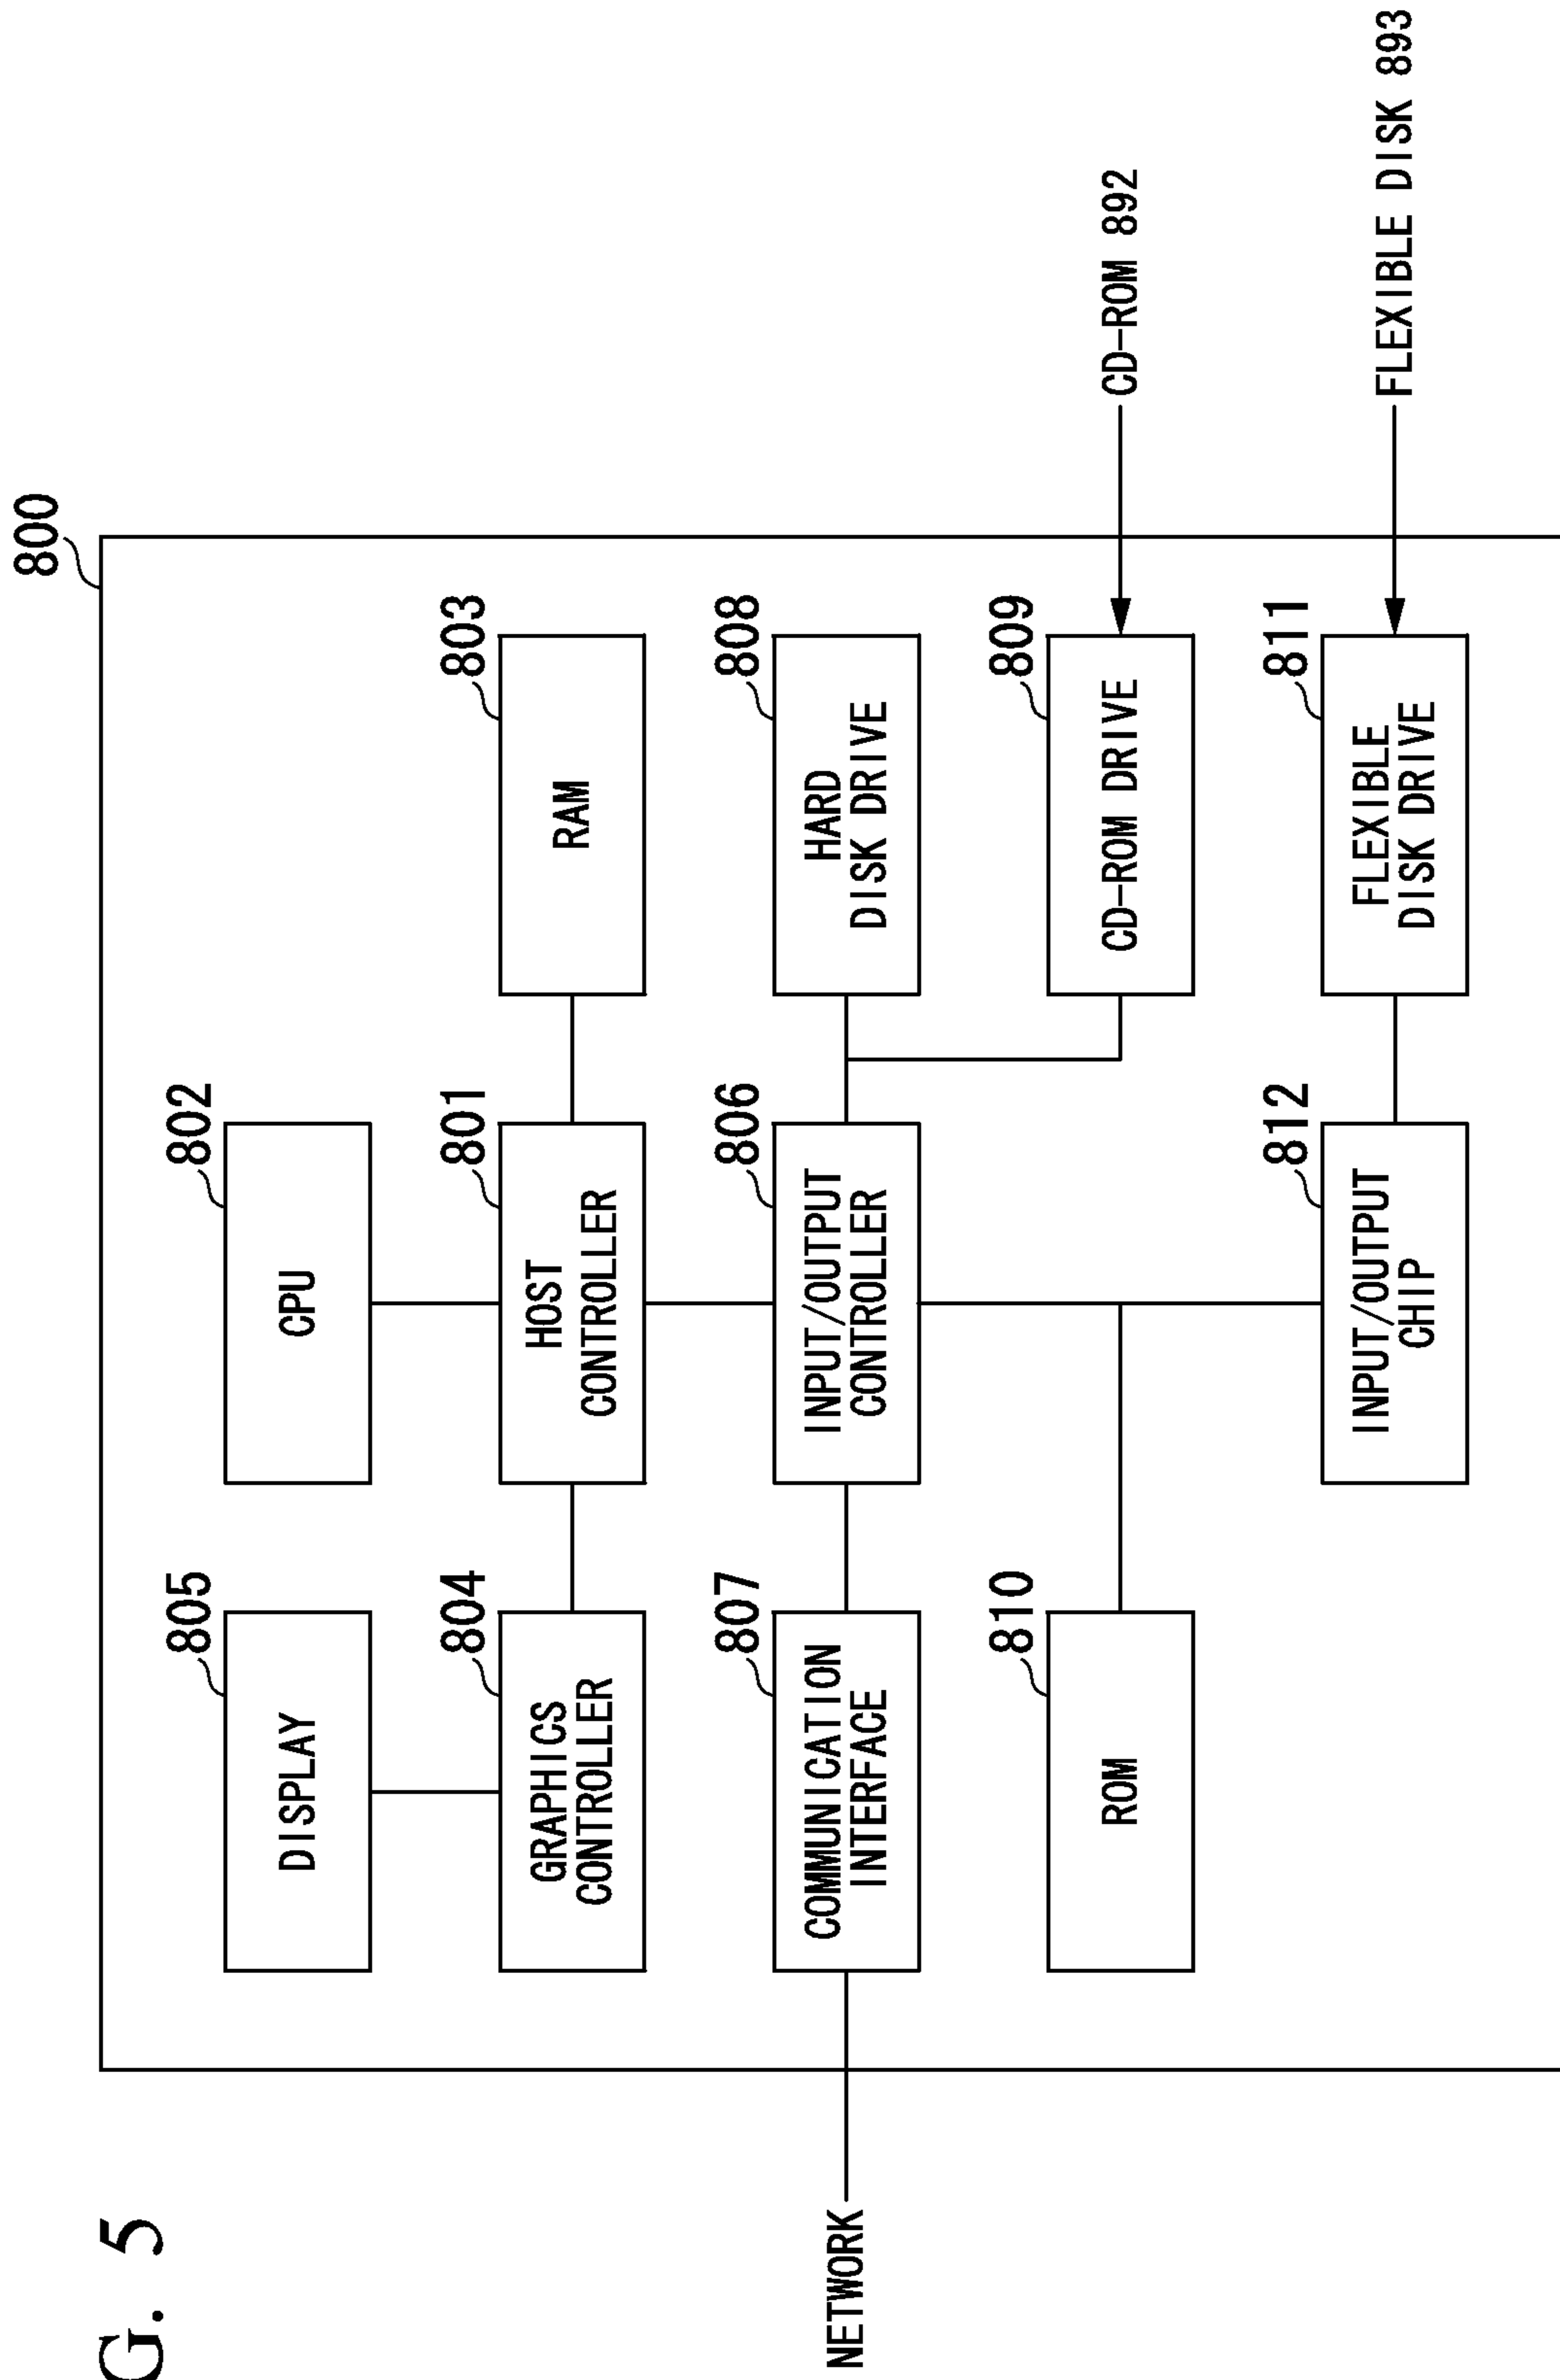 G. 5
800
805
802
DISPLAY
CPU
804
801
803
GRAPHICS
CONTROLLER
HOST
CONTROLLER
RAM
807
806
808
NETWORK
COMMUNICATION
INTERFACE
INPUT/OUTPUT
CONTROLLER
HARD
DISK DRIVE
810
809
ROM
CD-ROM DRIVE
CD-ROM 892
812
811
INPUT/OUTPUT
CHIP
FLEXIBLE
DISK DRIVE
FLEXIBLE DISK 893